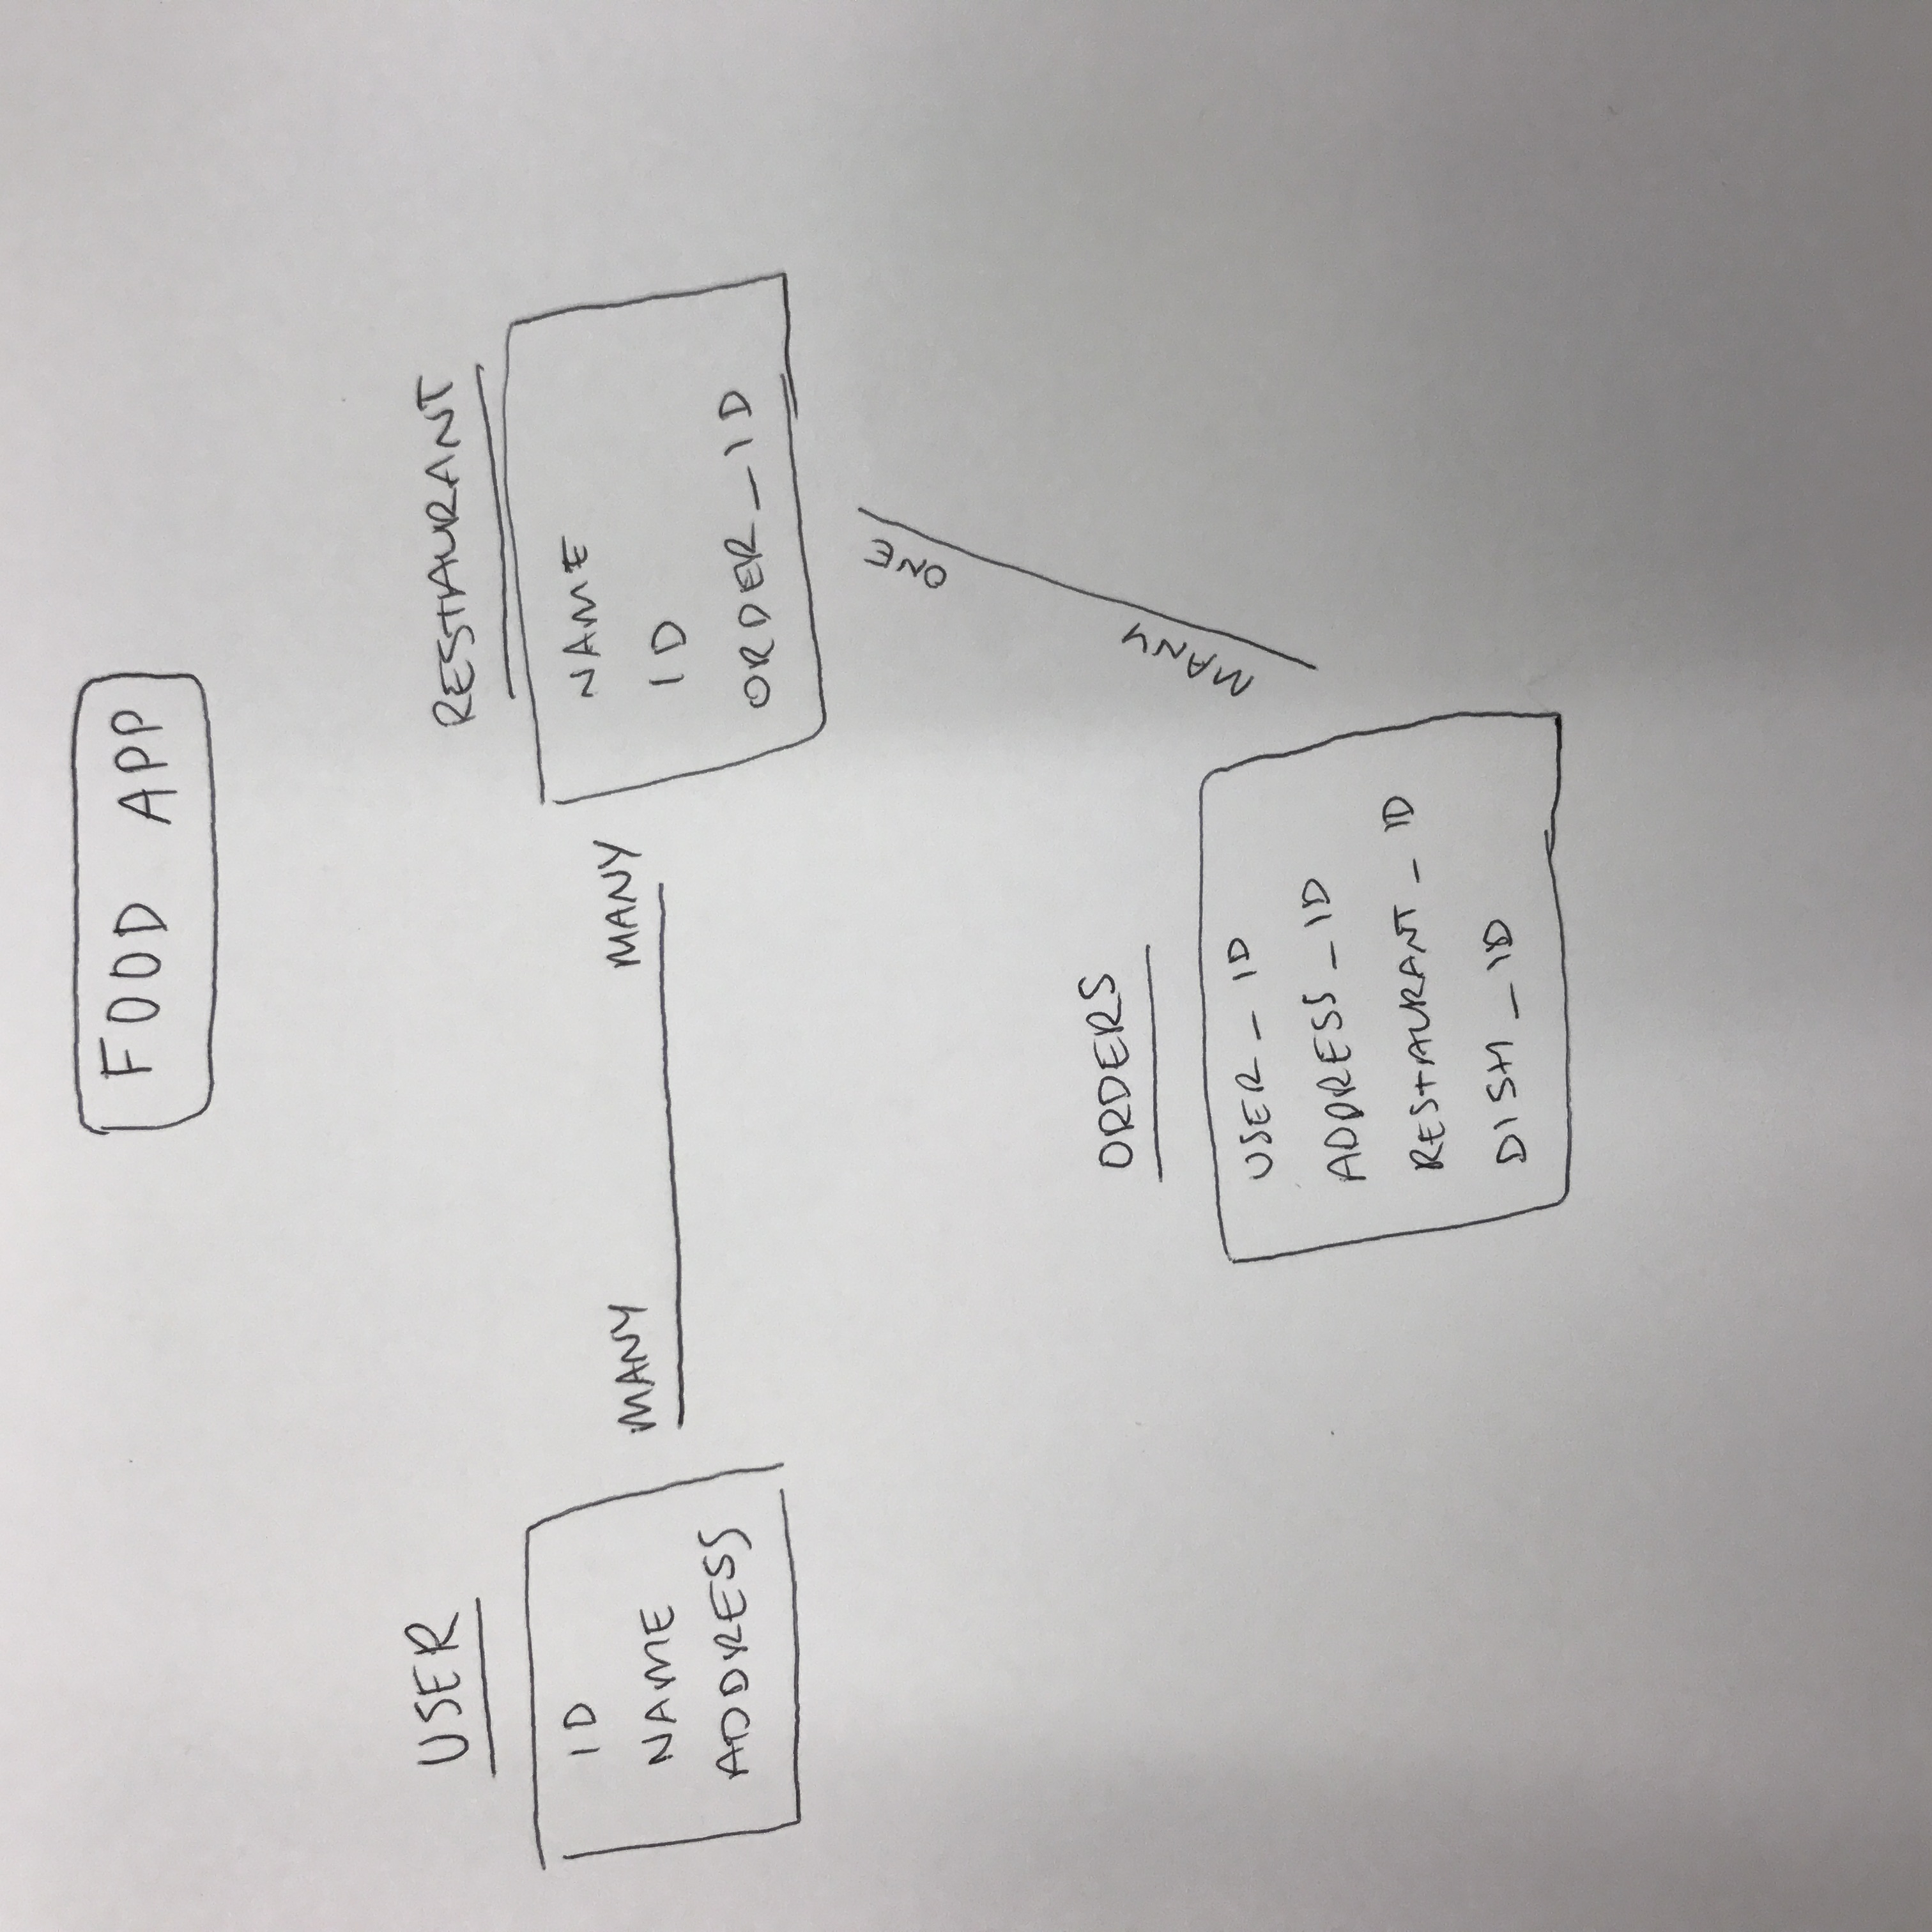 FOOD APP
USER
ID
NAME
ADDRESS
MANY MANY
RESTAURANT
NAME
ID
ORDER_ID
ONE
MANY
ORDERS
USER_ID
ADDRESS_ID
RESTAURANT_ID
DISH_ID